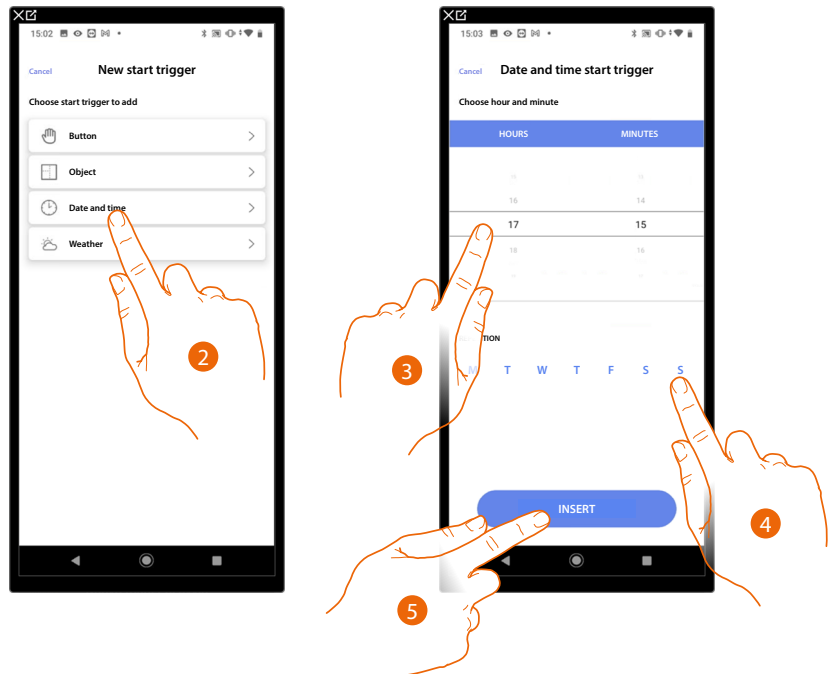 15:02
Cancel New start trigger
Choose start trigger to add
Button
Object
Date and time
Weather
2
15:03
Cancel Date and time start trigger
Choose hour and minute
HOURS MINUTES
16 14
17 15
18 16
3
TION
M T W T F S S
4
INSERT
5